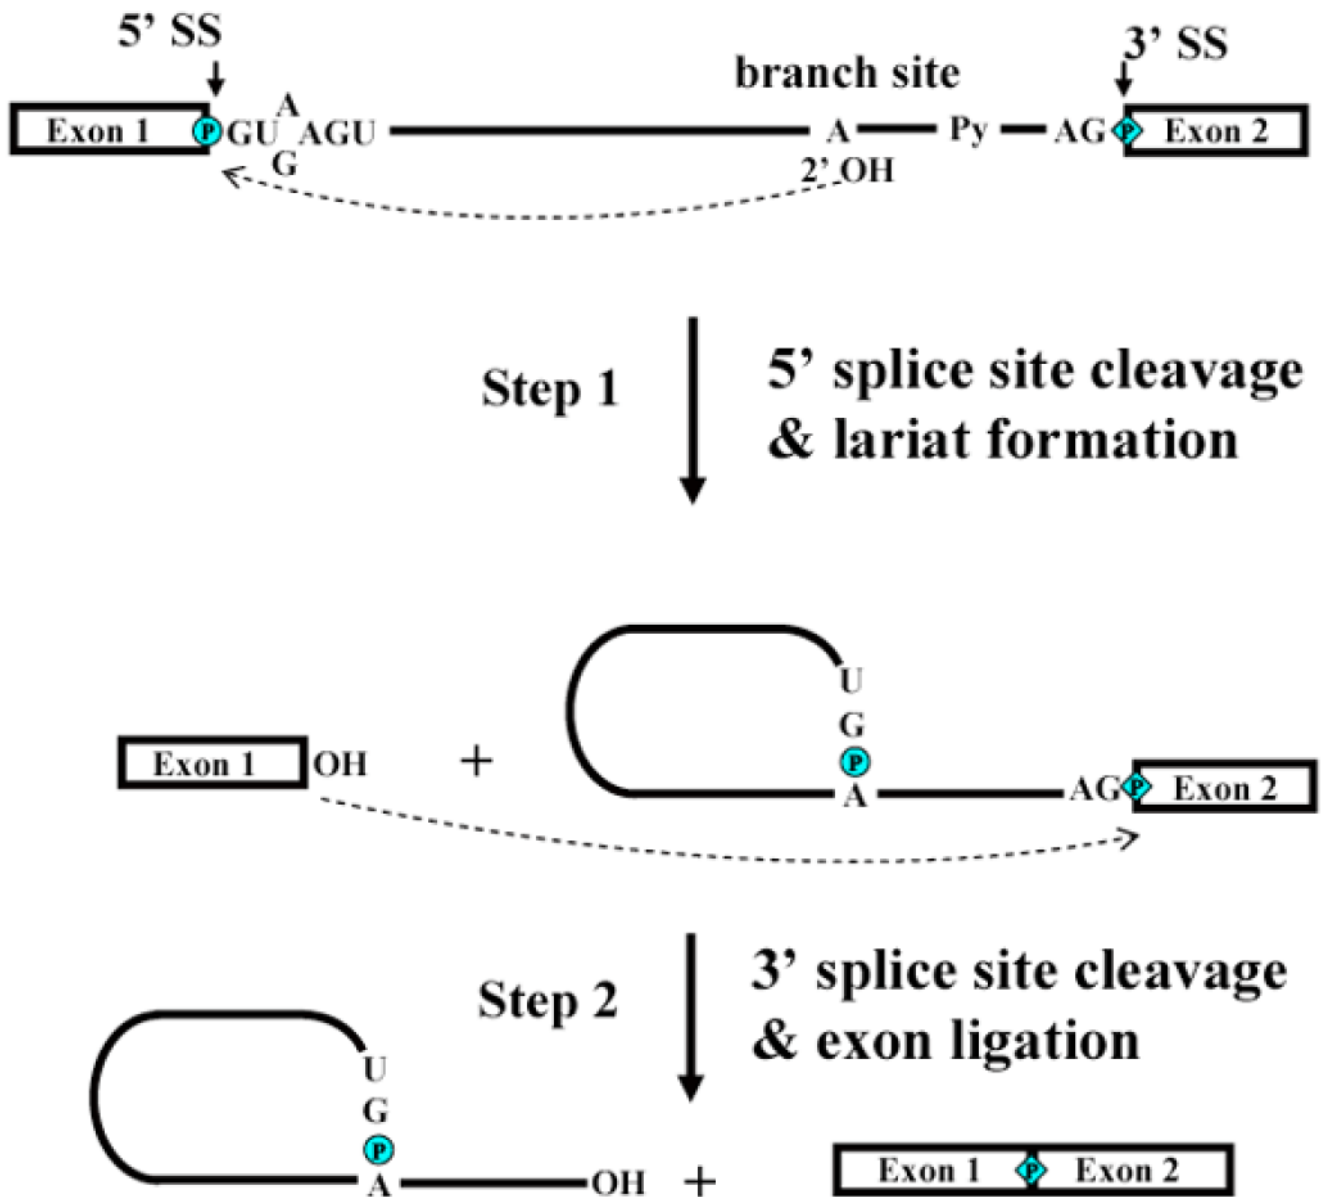 5’ SS
3’ SS
branch site
Exon 1 P GU A AGU A Py AG P Exon 2
G
2’ OH
Step 1
5’ splice site cleavage
& lariat formation
U
G
P
Exon 1 OH + A AG P Exon 2
Step 2
3’ splice site cleavage
& exon ligation
U
G
P
A OH + Exon 1 P Exon 2